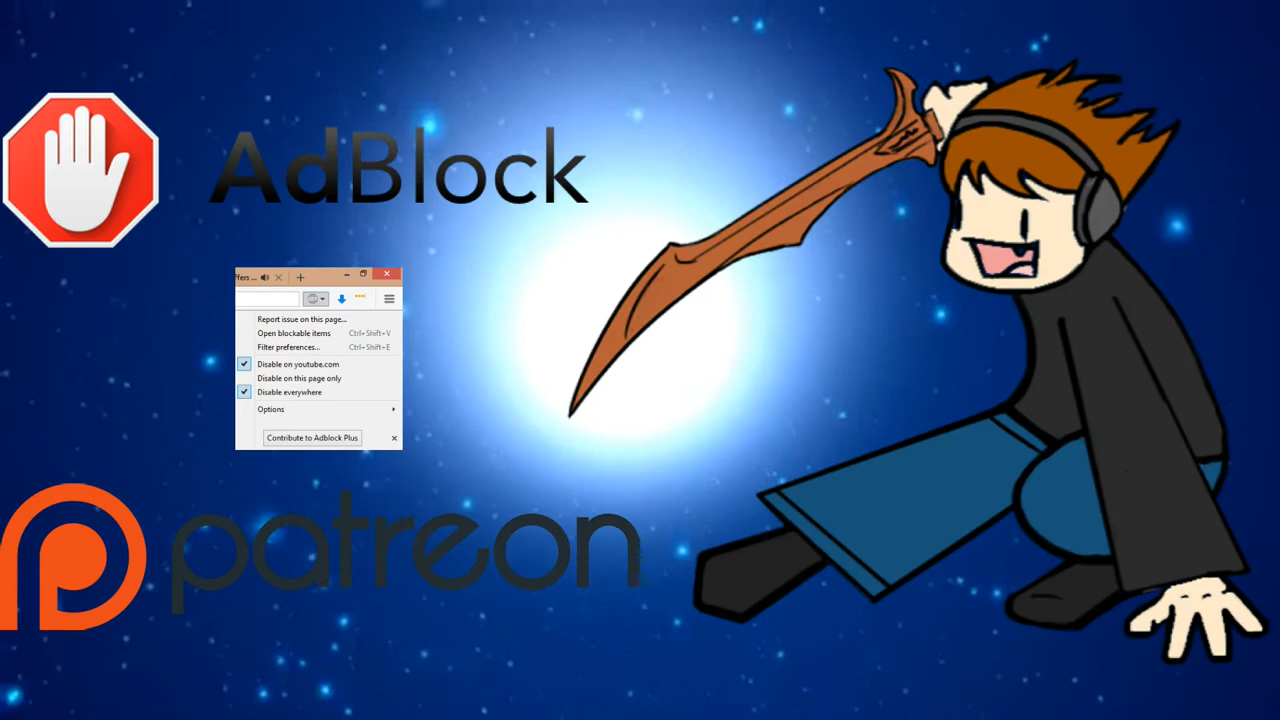 AdBlock
ffers ...
Report issue on this page...
Open blockable items Ctrl+Shift+V
Filter preferences... Ctrl+Shift+E
Disable on youtube.com
Disable on this page only
Disable everywhere
Options
Contribute to Adblock Plus
patreon